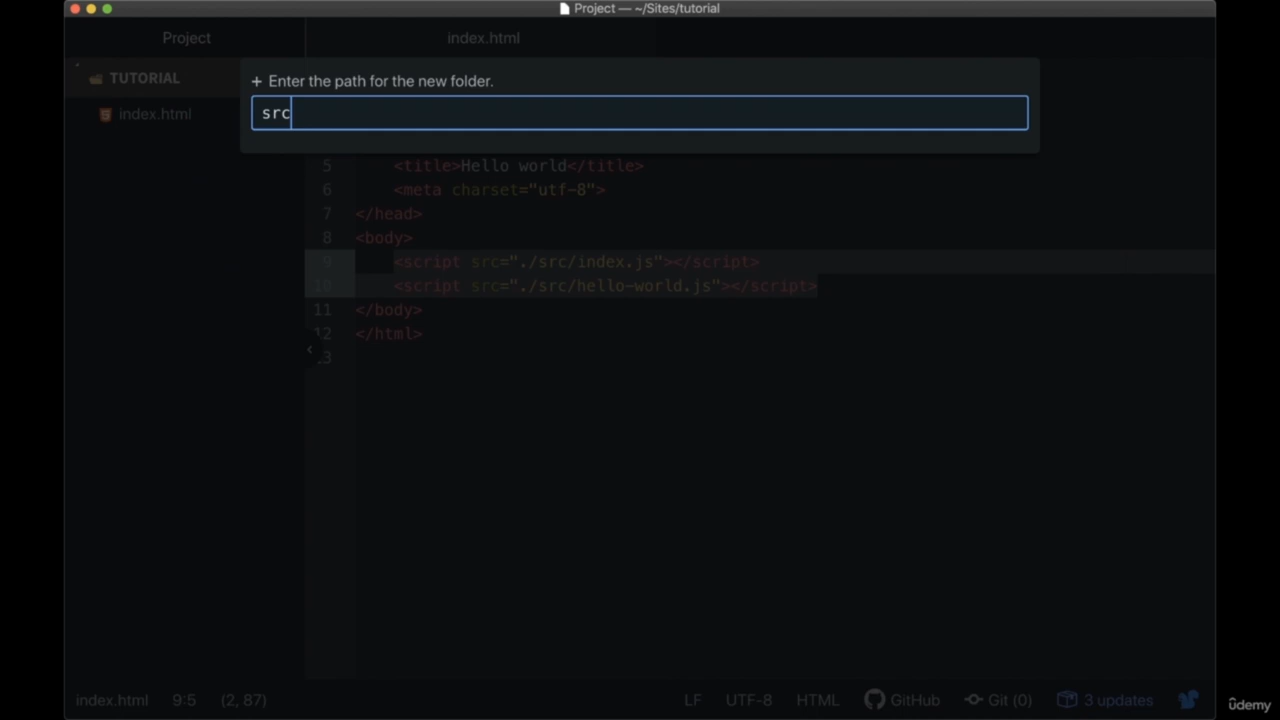 Project — ~/Sites/tutorial
Project
index.html
TUTORIAL
index.html
+ Enter the path for the new folder.
src
5 <title>Hello world</title>
6 <meta charset="utf-8">
7 </head>
8 <body>
9 <script src="./src/index.js"></script>
10 <script src="./src/hello-world.js"></script>
11 </body>
12 </html>
13
index.html 9:5 (2, 87) LF UTF-8 HTML GitHub Git (0) 3 updates
ûdemy